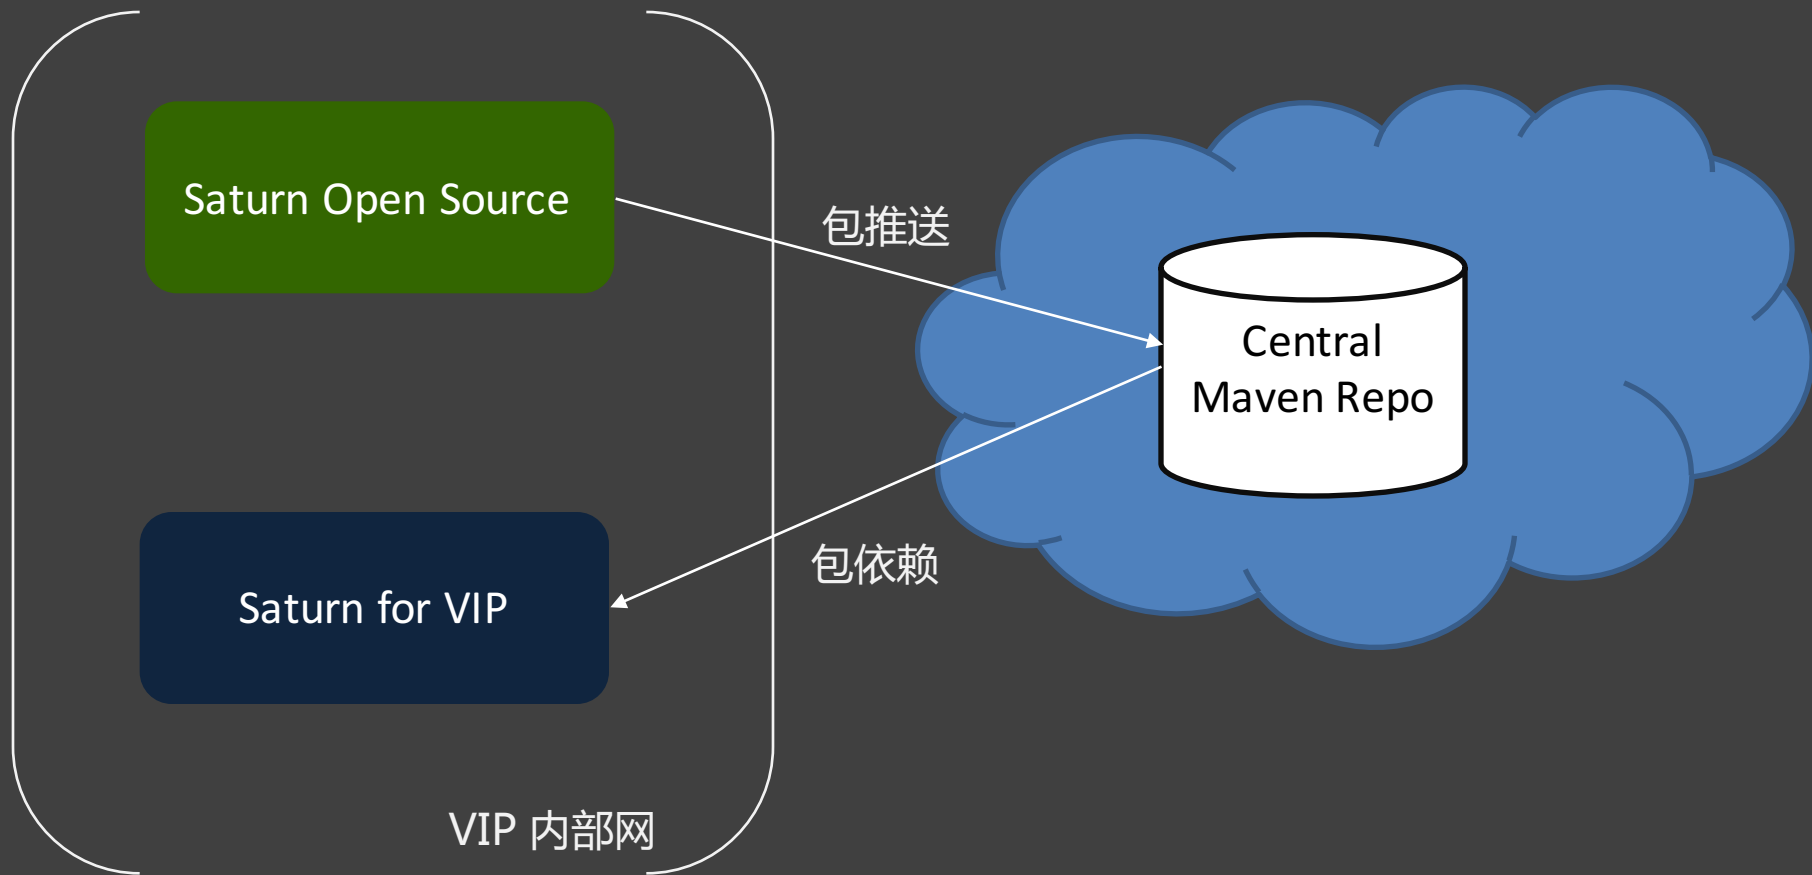 Saturn Open Source
包推送
Central
Maven Repo
包依赖
Saturn for VIP
VIP 内部网